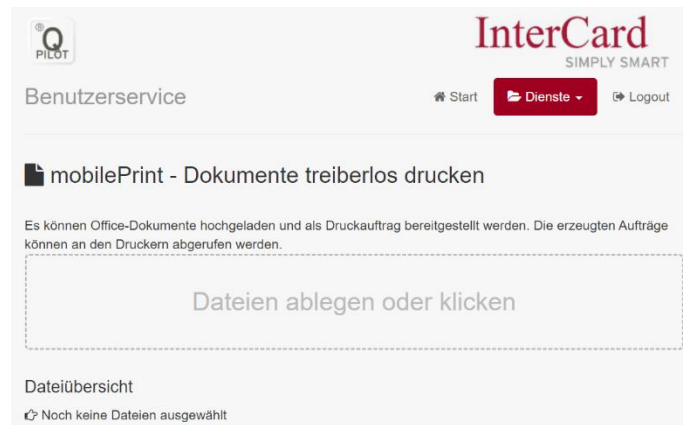 ®
Q
PILOT
InterCard
SIMPLY SMART
Benutzerservice
Start
Dienste
Logout
mobilePrint - Dokumente treiberlos drucken
Es können Office-Dokumente hochgeladen und als Druckauftrag bereitgestellt werden. Die erzeugten Aufträge
können an den Druckern abgerufen werden.
Dateien ablegen oder klicken
Dateiübersicht
Noch keine Dateien ausgewählt